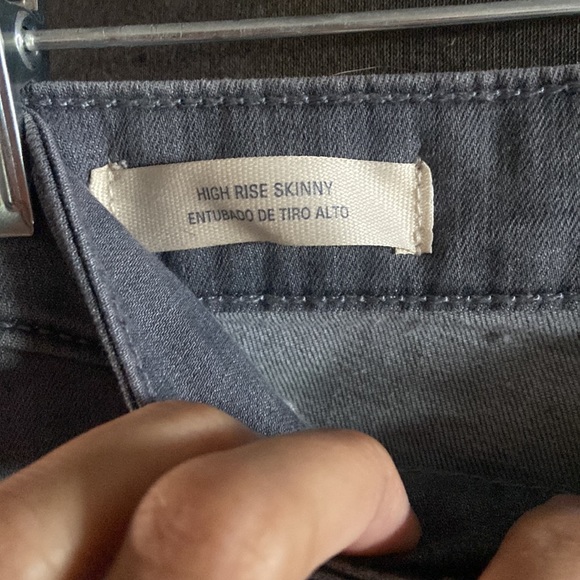 HIGH RISE SKINNY
ENTUBADO DE TIRO ALTO